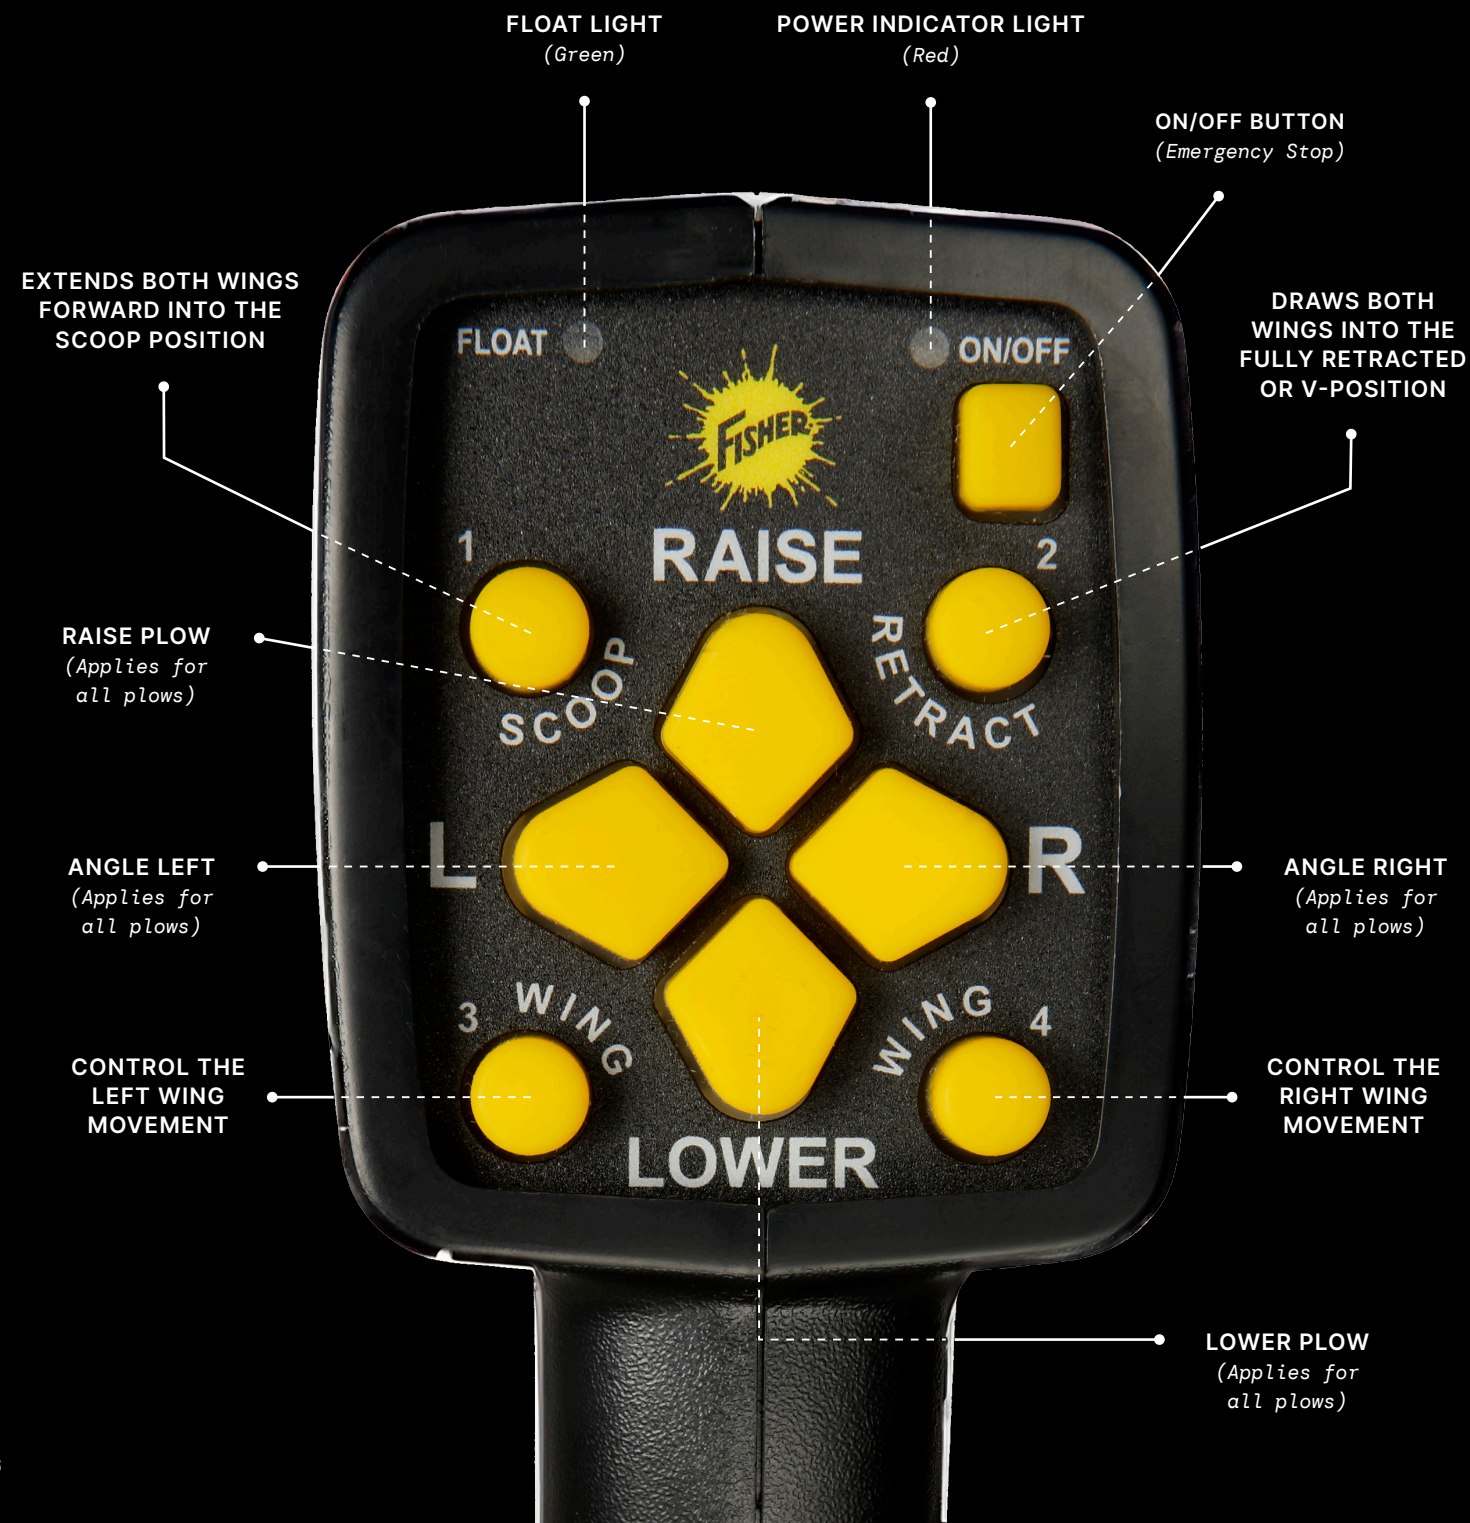 FLOAT LIGHT
(Green)
POWER INDICATOR LIGHT
(Red)
ON/OFF BUTTON
(Emergency Stop)
EXTENDS BOTH WINGS
FORWARD INTO THE
SCOOP POSITION
DRAWS BOTH
WINGS INTO THE
FULLY RETRACTED
OR V-POSITION
FLOAT
ON/OFF
FISHER
RAISE
1
2
SCOOP
RETRACT
RAISE PLOW
(Applies for
all plows)
L
R
ANGLE LEFT
(Applies for
all plows)
ANGLE RIGHT
(Applies for
all plows)
3
WING
WING
4
CONTROL THE
LEFT WING
MOVEMENT
CONTROL THE
RIGHT WING
MOVEMENT
LOWER
LOWER PLOW
(Applies for
all plows)